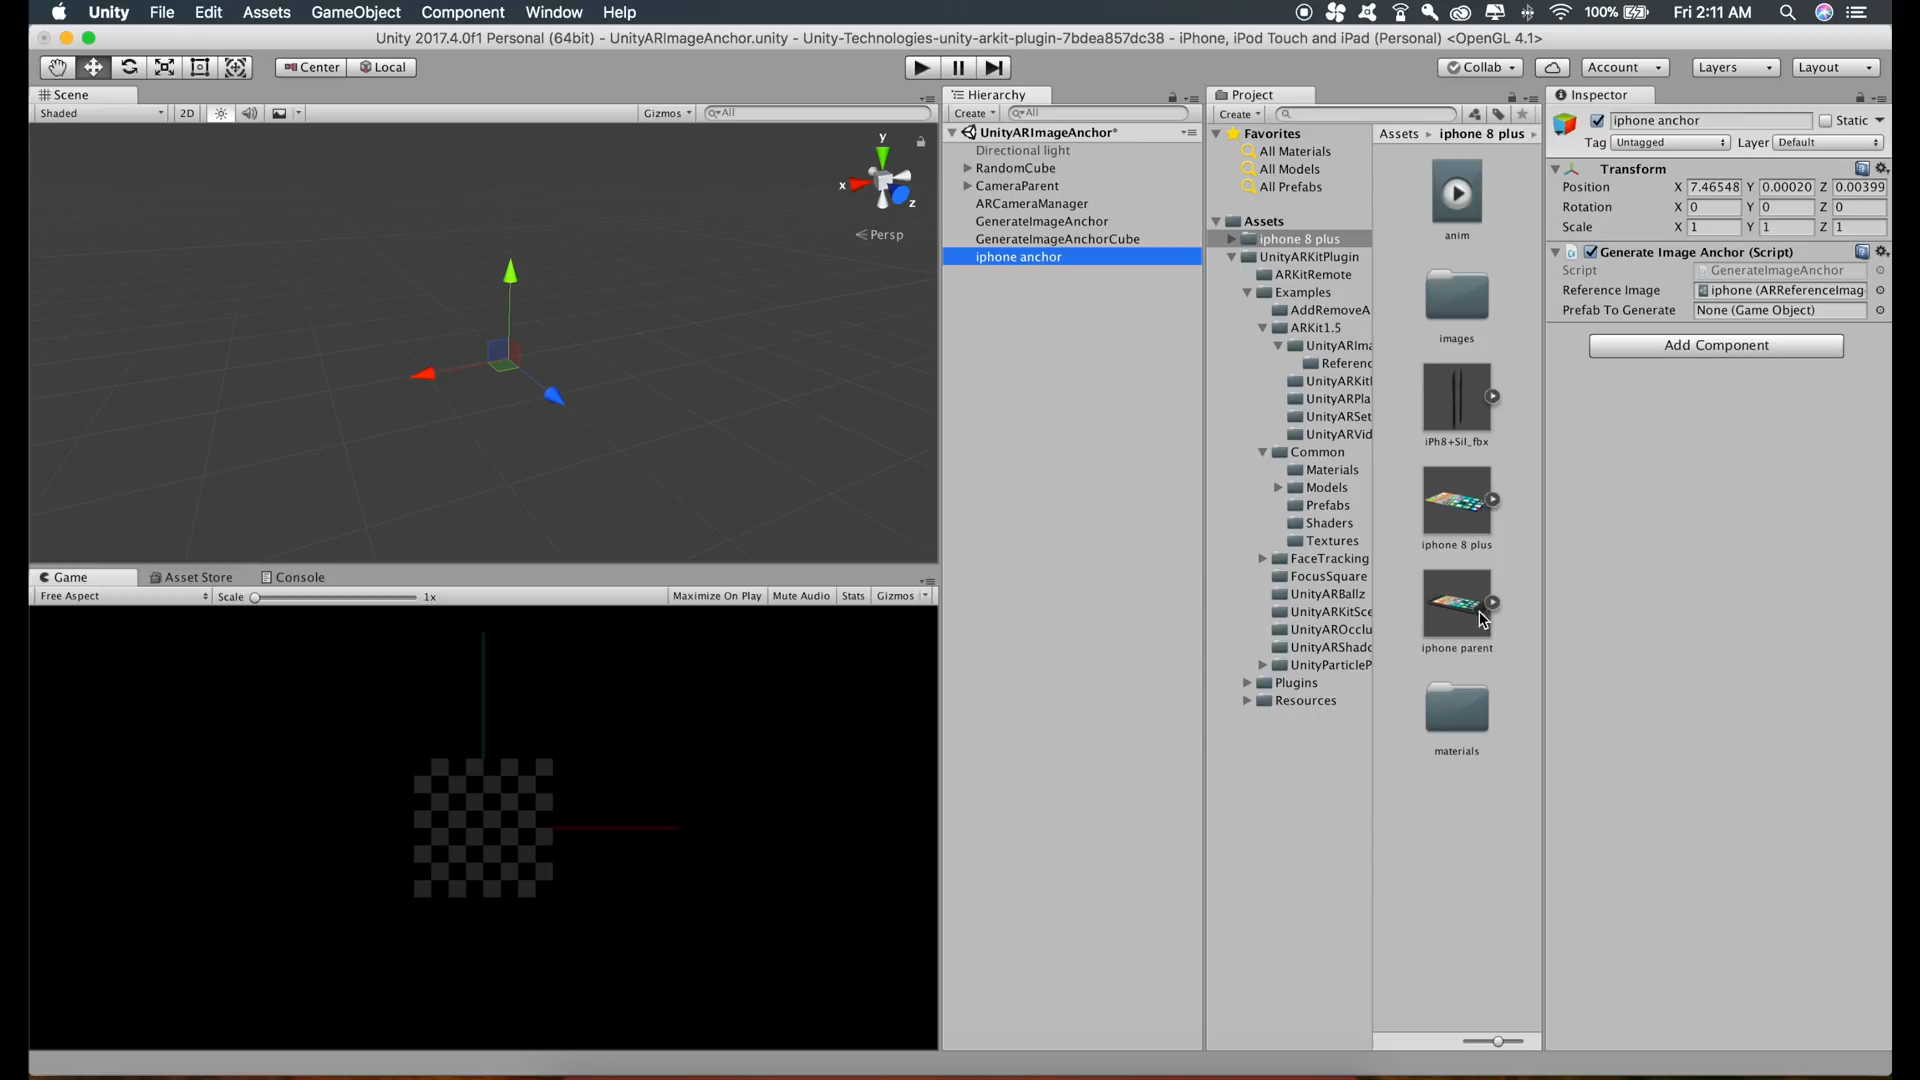 Unity File Edit Assets GameObject Component Window Help 100% Fri 2:11 AM
Unity 2017.4.0f1 Personal (64bit) - UnityARImageAnchor.unity - Unity-Technologies-unity-arkit-plugin-7bdea857dc38 - iPhone, iPod Touch and iPad (Personal) <OpenGL 4.1>
Center Local Collab Account Layers Layout
Scene
Shaded 2D Gizmos All
y
x
z
Persp
Game Asset Store Console
Free Aspect Scale 1x Maximize On Play Mute Audio Stats Gizmos
Hierarchy
Create All
UnityARImageAnchor*
Directional light
RandomCube
CameraParent
ARCameraManager
GenerateImageAnchor
GenerateImageAnchorCube
iphone anchor
Project
Create
Favorites
All Materials
All Models
All Prefabs
Assets
iphone 8 plus
UnityARKitPlugin
ARKitRemote
Examples
AddRemoveA
ARKit1.5
UnityARIma
Referenc
UnityARKitI
UnityARPla
UnityARSet
UnityARVid
Common
Materials
Models
Prefabs
Shaders
Textures
FaceTracking
FocusSquare
UnityARBallz
UnityARKitSce
UnityAROcclu
UnityARShado
UnityParticleP
Plugins
Resources
Assets iphone 8 plus
anim
images
iPh8+Sil_fbx
iphone 8 plus
iphone parent
materials
Inspector
iphone anchor Static
Tag Untagged Layer Default
Transform
Position X 7.46548 Y 0.00020 Z 0.00399
Rotation X 0 Y 0 Z 0
Scale X 1 Y 1 Z 1
Generate Image Anchor (Script)
Script GenerateImageAnchor
Reference Image iphone (ARReferenceImag
Prefab To Generate None (Game Object)
Add Component